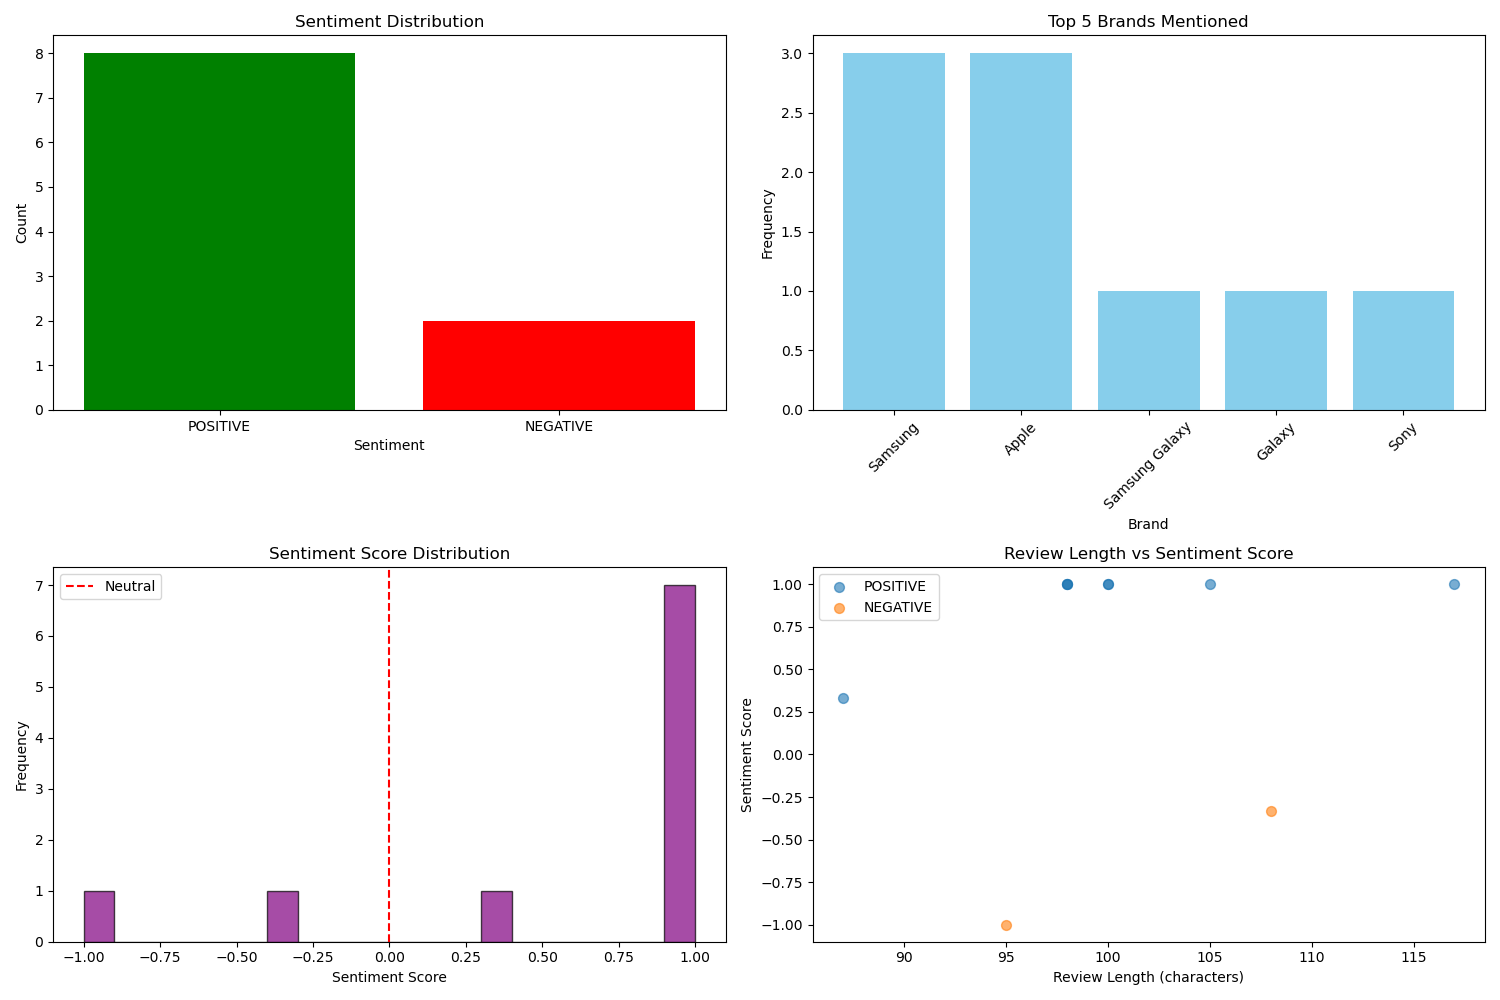 Sentiment Distribution
Count
8
7
6
5
4
3
2
1
0
POSITIVE NEGATIVE
Sentiment
Top 5 Brands Mentioned
Frequency
3.0
2.5
2.0
1.5
1.0
0.5
0.0
Samsung
Apple
Samsung Galaxy
Galaxy
Sony
Brand
Sentiment Score Distribution
Neutral
Frequency
7
6
5
4
3
2
1
0
−1.00 −0.75 −0.50 −0.25 0.00 0.25 0.50 0.75 1.00
Sentiment Score
Review Length vs Sentiment Score
POSITIVE
NEGATIVE
Sentiment Score
1.00
0.75
0.50
0.25
0.00
−0.25
−0.50
−0.75
−1.00
90 95 100 105 110 115
Review Length (characters)